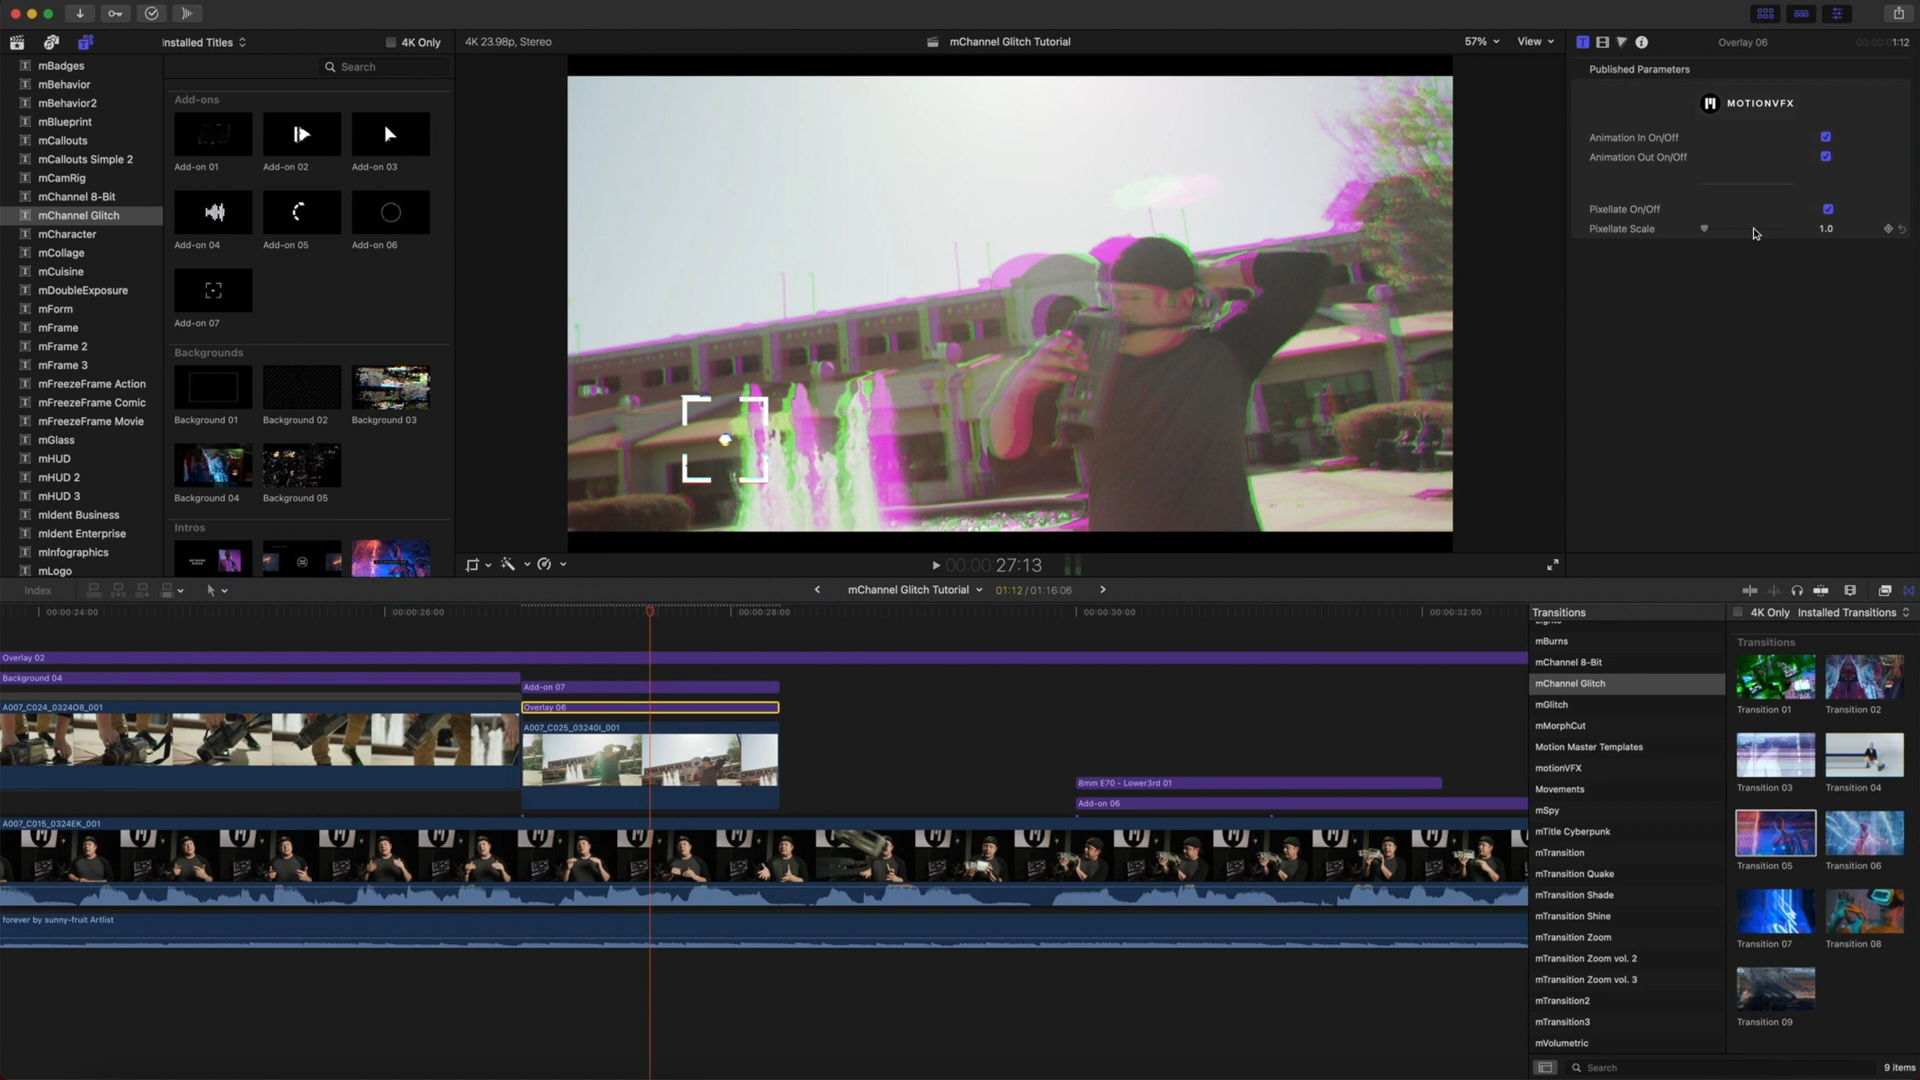 Installed Titles
4K Only
4K 23.98p, Stereo
mChannel Glitch Tutorial
57%
View
Overlay 06
00:00:01:12
mBadges
mBehavior
mBehavior2
mBlueprint
mCallouts
mCallouts Simple 2
mCamRig
mChannel 8-Bit
mChannel Glitch
mCharacter
mCollage
mCuisine
mDoubleExposure
mForm
mFrame
mFrame 2
mFrame 3
mFreezeFrame Action
mFreezeFrame Comic
mFreezeFrame Movie
mGlass
mHUD
mHUD 2
mHUD 3
mIdent Business
mIdent Enterprise
mInfographics
mLogo
Search
Add-ons
Add-on 01
Add-on 02
Add-on 03
Add-on 04
Add-on 05
Add-on 06
Add-on 07
Backgrounds
Background 01
Background 02
Background 03
Background 04
Background 05
Intros
Published Parameters
MOTIONVFX
Animation In On/Off
Animation Out On/Off
Pixellate On/Off
Pixellate Scale
1.0
00:00:27:13
Index
mChannel Glitch Tutorial
01:12 / 01:16:06
00:00:24:00
00:00:26:00
00:00:28:00
00:00:30:00
00:00:32:00
Overlay 02
Background 04
Add-on 07
A007_C024_0324O8_001
Overlay 06
A007_C025_03240I_001
8mm E70 - Lower3rd 01
Add-on 06
A007_C015_0324EK_001
forever by sunny-fruit Artlist
Transitions
4K Only
Installed Transitions
mBurns
mChannel 8-Bit
mChannel Glitch
mGlitch
mMorphCut
Motion Master Templates
motionVFX
Movements
mSpy
mTitle Cyberpunk
mTransition
mTransition Quake
mTransition Shade
mTransition Shine
mTransition Zoom
mTransition Zoom vol. 2
mTransition Zoom vol. 3
mTransition2
mTransition3
mVolumetric
Transitions
Transition 01
Transition 02
Transition 03
Transition 04
Transition 05
Transition 06
Transition 07
Transition 08
Transition 09
Search
9 items